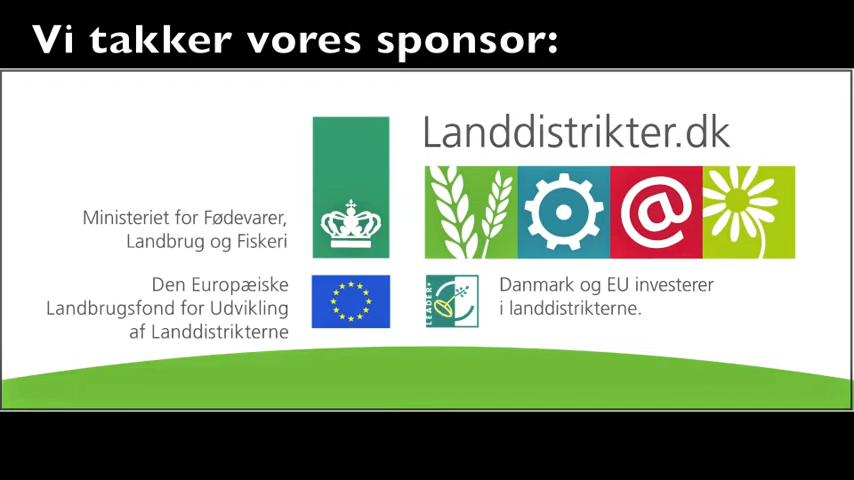 Vi takker vores sponsor:
Landdistrikter.dk
@
Ministeriet for Fødevarer,
Landbrug og Fiskeri
Den Europæiske
Landbrugsfond for Udvikling
af Landdistrikterne
LEADER+
Danmark og EU investerer
i landdistrikterne.